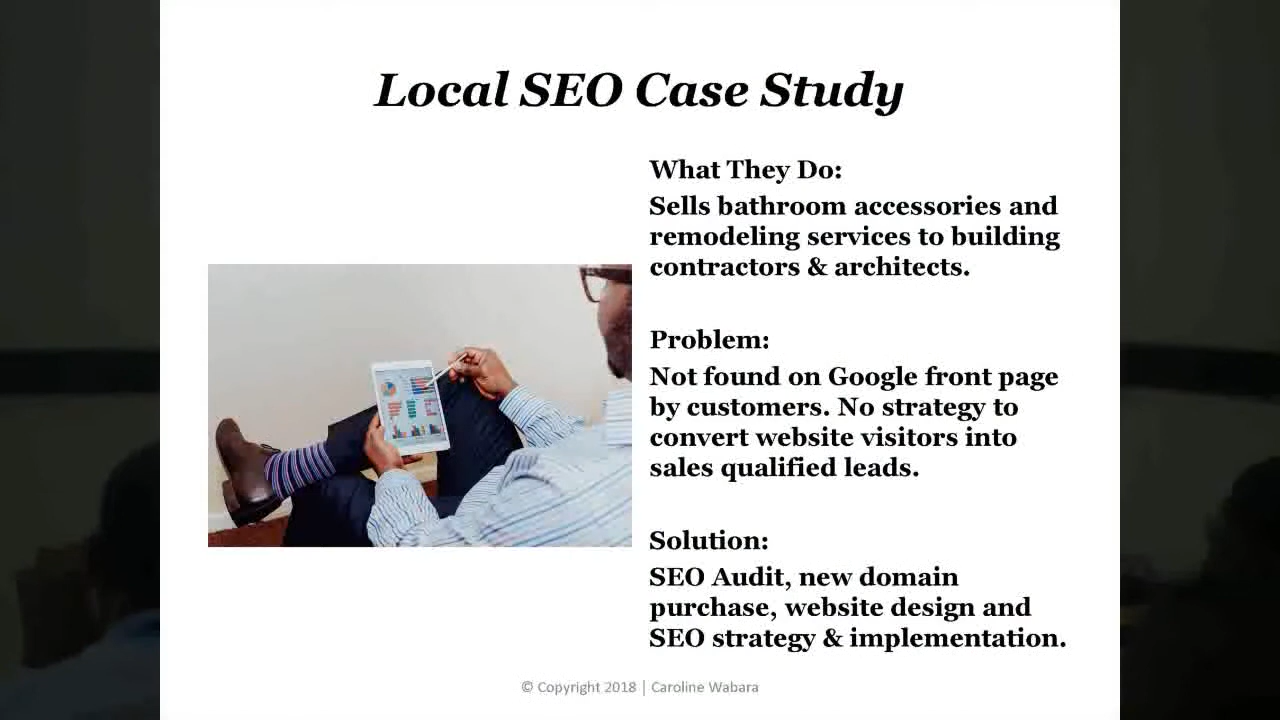 Local SEO Case Study
What They Do:
Sells bathroom accessories and
remodeling services to building
contractors & architects.
Problem:
Not found on Google front page
by customers. No strategy to
convert website visitors into
sales qualified leads.
Solution:
SEO Audit, new domain
purchase, website design and
SEO strategy & implementation.
© Copyright 2018 | Caroline Wabara